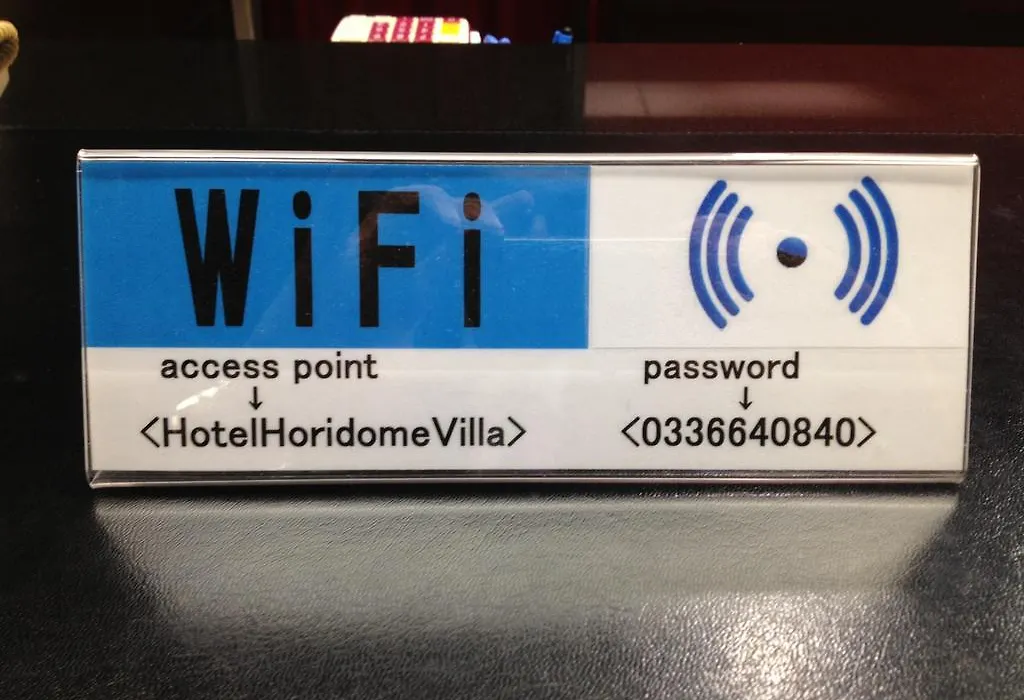 WiFi
access point
↓
<HotelHoridomeVilla>
password
↓
<0336640840>